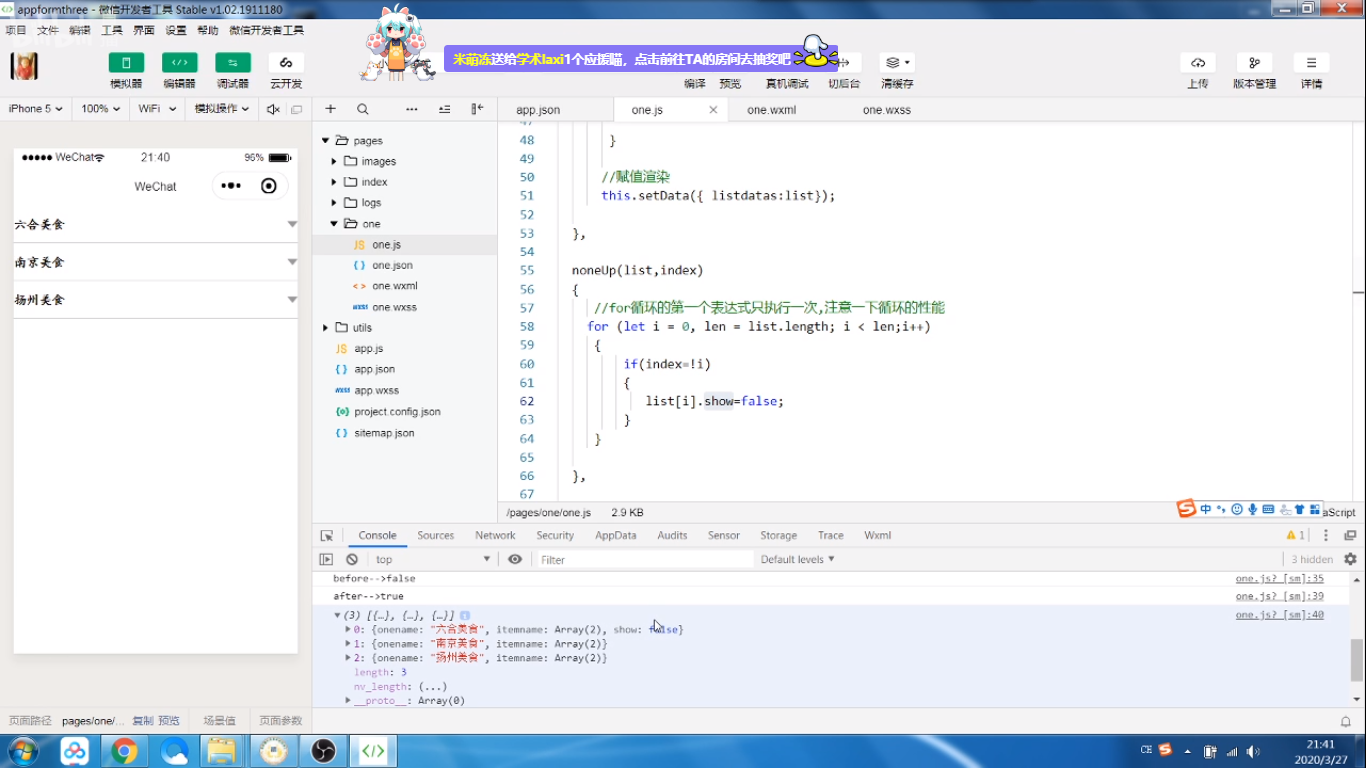 appformthree - 微信开发者工具 Stable v1.02.1911180
项目 文件 编辑 工具 界面 设置 帮助 微信开发者工具
米萌冻送给学术laxi1个应援喵，点击前往TA的房间去抽奖吧
模拟器 编辑器 调试器 云开发
编译 预览 真机调试 切后台 清缓存 上传 版本管理 详情
iPhone 5 100% WiFi 模拟操作
app.json one.js one.wxml one.wxss
WeChat 21:40 96%
WeChat
六合美食
南京美食
扬州美食
pages
images
index
logs
one
one.js
one.json
one.wxml
one.wxss
utils
app.js
app.json
app.wxss
project.config.json
sitemap.json
47
48 }
49
50 //赋值渲染
51 this.setData({ listdatas:list});
52
53 },
54
55 noneUp(list,index)
56 {
57 //for循环的第一个表达式只执行一次,注意一下循环的性能
58 for (let i = 0, len = list.length; i < len;i++)
59 {
60 if(index=!i)
61 {
62 list[i].show=false;
63 }
64 }
65
66 },
67
/pages/one/one.js 2.9 KB
中
aScript
Console Sources Network Security AppData Audits Sensor Storage Trace Wxml 1
top Filter Default levels 3 hidden
before-->false one.js? [sm]:35
after-->true one.js? [sm]:39
(3) [{…}, {…}, {…}] one.js? [sm]:40
0: {onename: "六合美食", itemname: Array(2), show: false}
1: {onename: "南京美食", itemname: Array(2)}
2: {onename: "扬州美食", itemname: Array(2)}
length: 3
nv_length: (...)
__proto__: Array(0)
页面路径 pages/one/... 复制 预览 场景值 页面参数
CE
21:41
2020/3/27